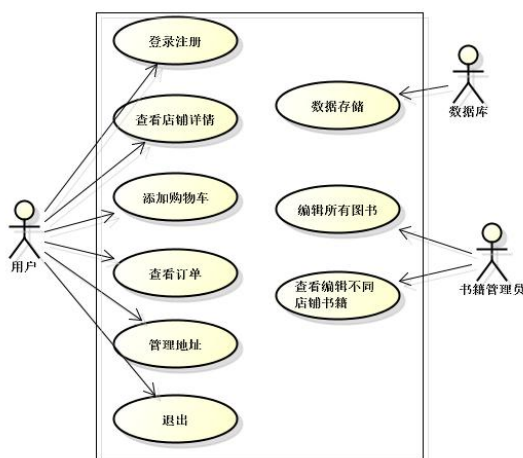 登录注册
查看店铺详情
添加购物车
查看订单
管理地址
退出
用户
数据存储
编辑所有图书
查看编辑不同
店铺书籍
数据库
书籍管理员